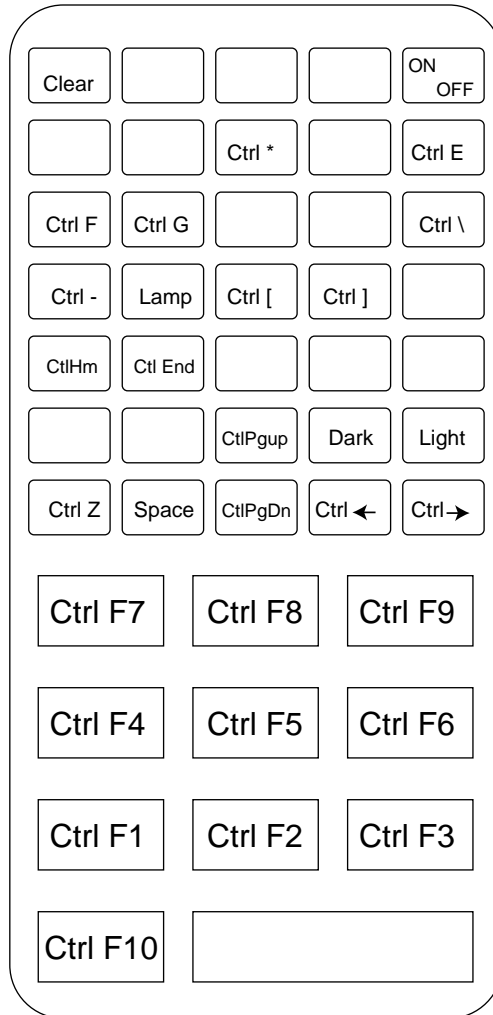 Clear ON
OFF
Ctrl * Ctrl E
Ctrl F Ctrl G Ctrl \
Ctrl - Lamp Ctrl [ Ctrl ]
CtlHm Ctl End
CtlPgup Dark Light
Ctrl Z Space CtlPgDn Ctrl ← Ctrl →
Ctrl F7 Ctrl F8 Ctrl F9
Ctrl F4 Ctrl F5 Ctrl F6
Ctrl F1 Ctrl F2 Ctrl F3
Ctrl F10